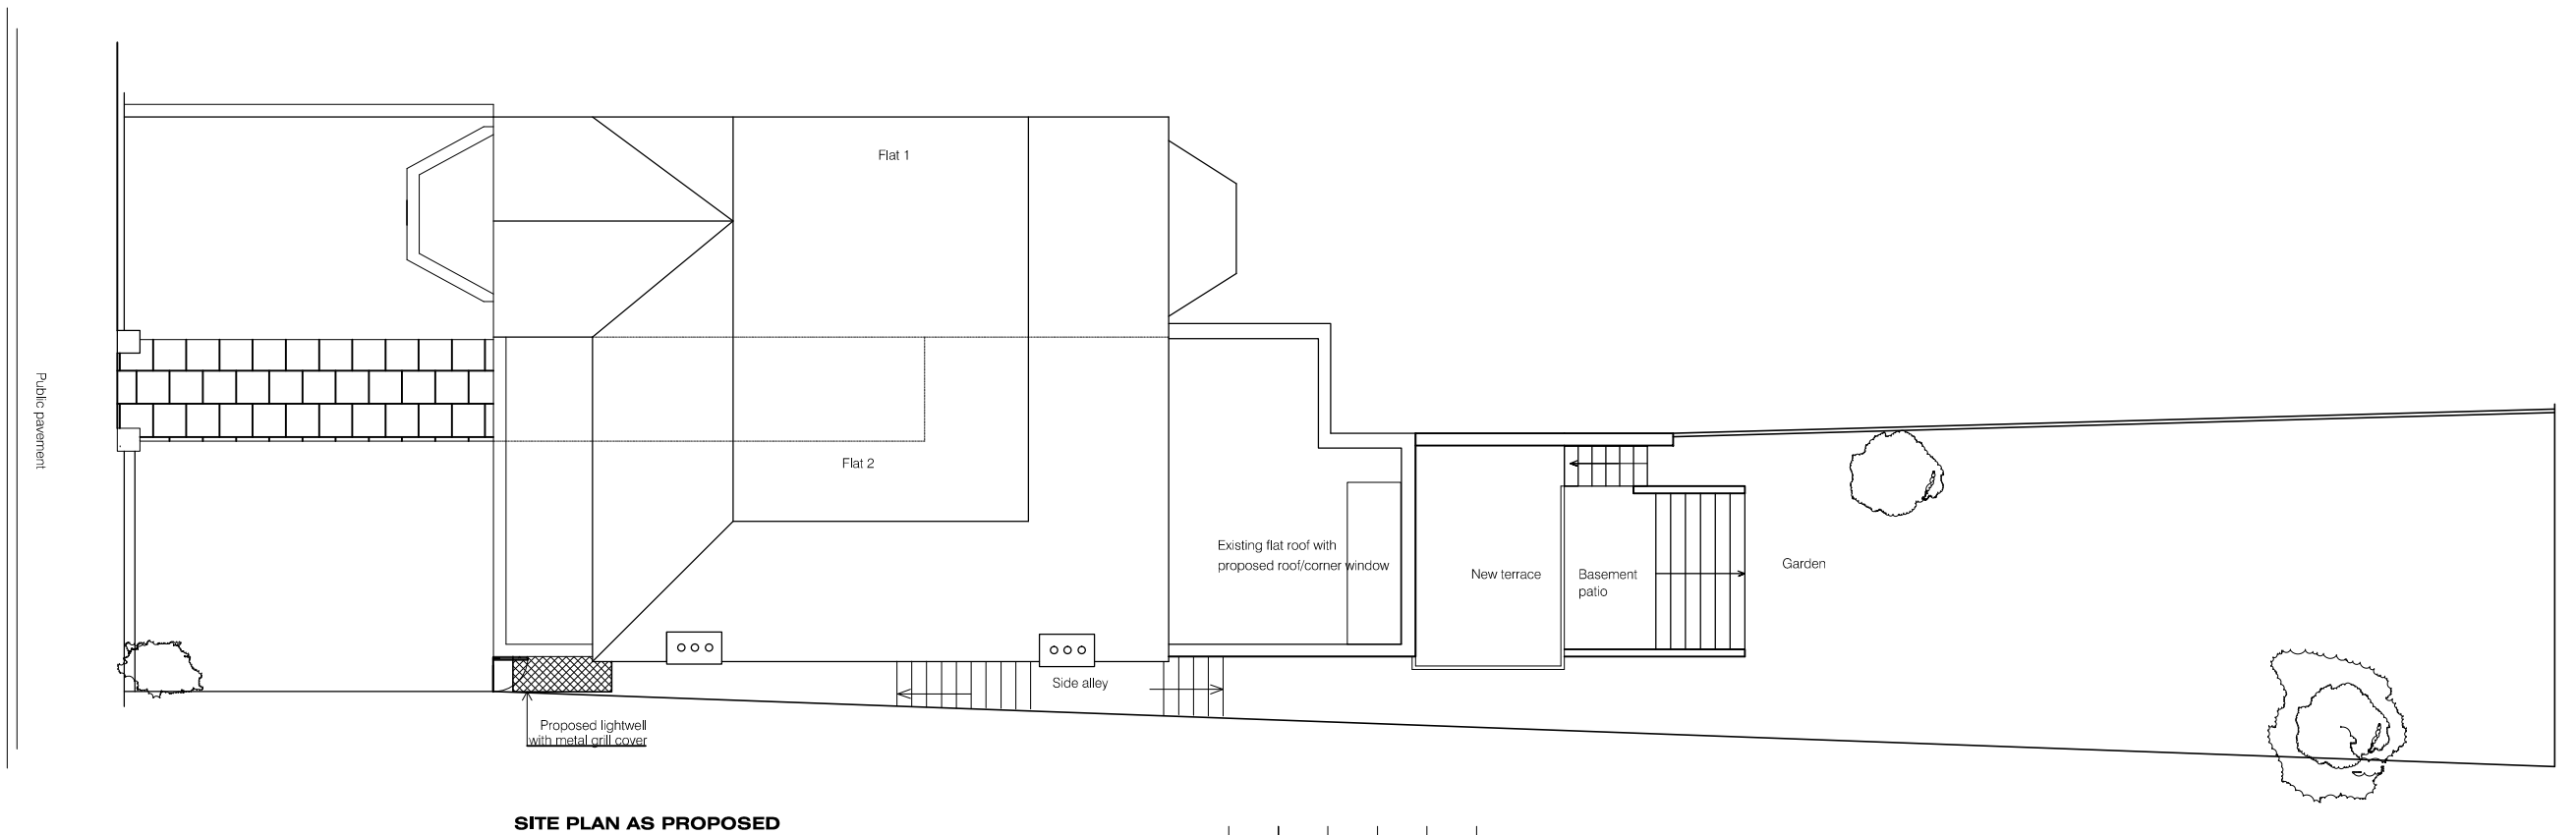 Public pavement
Flat 1
Flat 2
Existing flat roof with
proposed roof/corner window
New terrace
Basement
patio
Garden
Side alley
Proposed lightwell
with metal grill cover
SITE PLAN AS PROPOSED